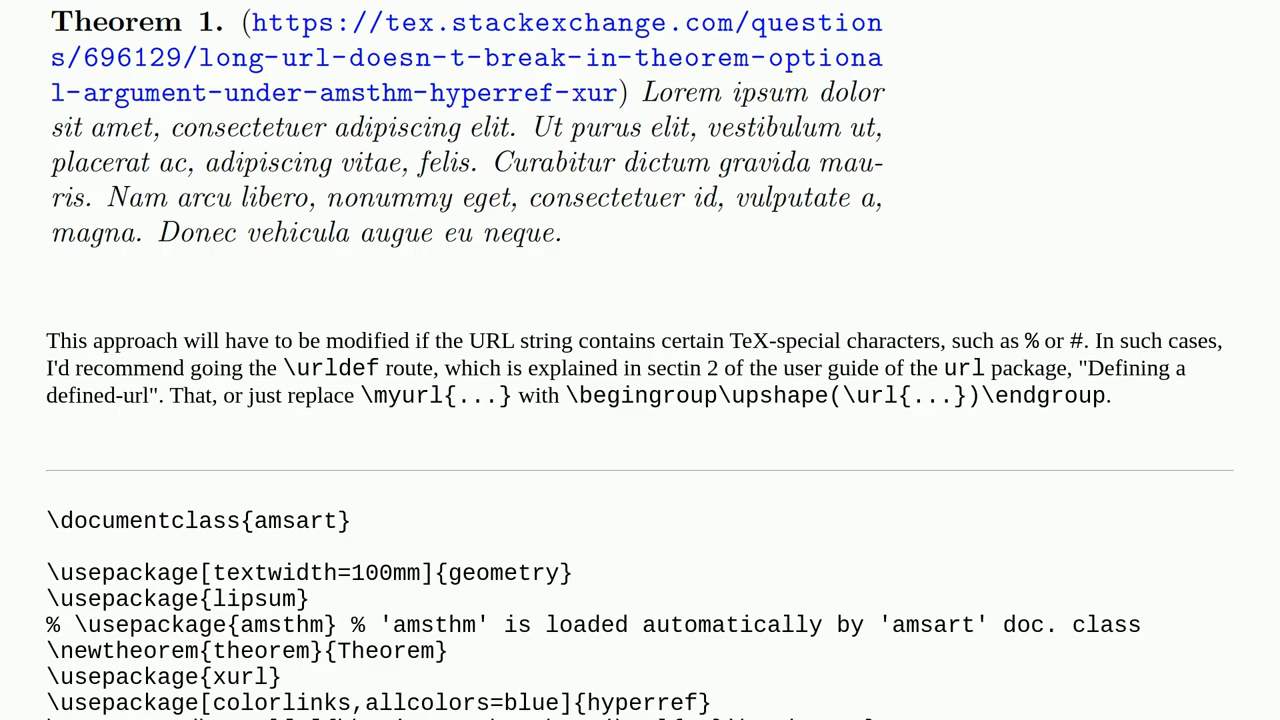 Theorem 1. (https://tex.stackexchange.com/question
s/696129/long-url-doesn-t-break-in-theorem-optiona
l-argument-under-amsthm-hyperref-xur) Lorem ipsum dolor
sit amet, consectetuer adipiscing elit. Ut purus elit, vestibulum ut,
placerat ac, adipiscing vitae, felis. Curabitur dictum gravida mau-
ris. Nam arcu libero, nonummy eget, consectetuer id, vulputate a,
magna. Donec vehicula augue eu neque.
This approach will have to be modified if the URL string contains certain TeX-special characters, such as % or #. In such cases,
I'd recommend going the \urldef route, which is explained in sectin 2 of the user guide of the url package, "Defining a
defined-url". That, or just replace \myurl{...} with \begingroup\upshape(\url{...})\endgroup.
\documentclass{amsart}
\usepackage[textwidth=100mm]{geometry}
\usepackage{lipsum}
% \usepackage{amsthm} % 'amsthm' is loaded automatically by 'amsart' doc. class
\newtheorem{theorem}{Theorem}
\usepackage{xurl}
\usepackage[colorlinks,allcolors=blue]{hyperref}